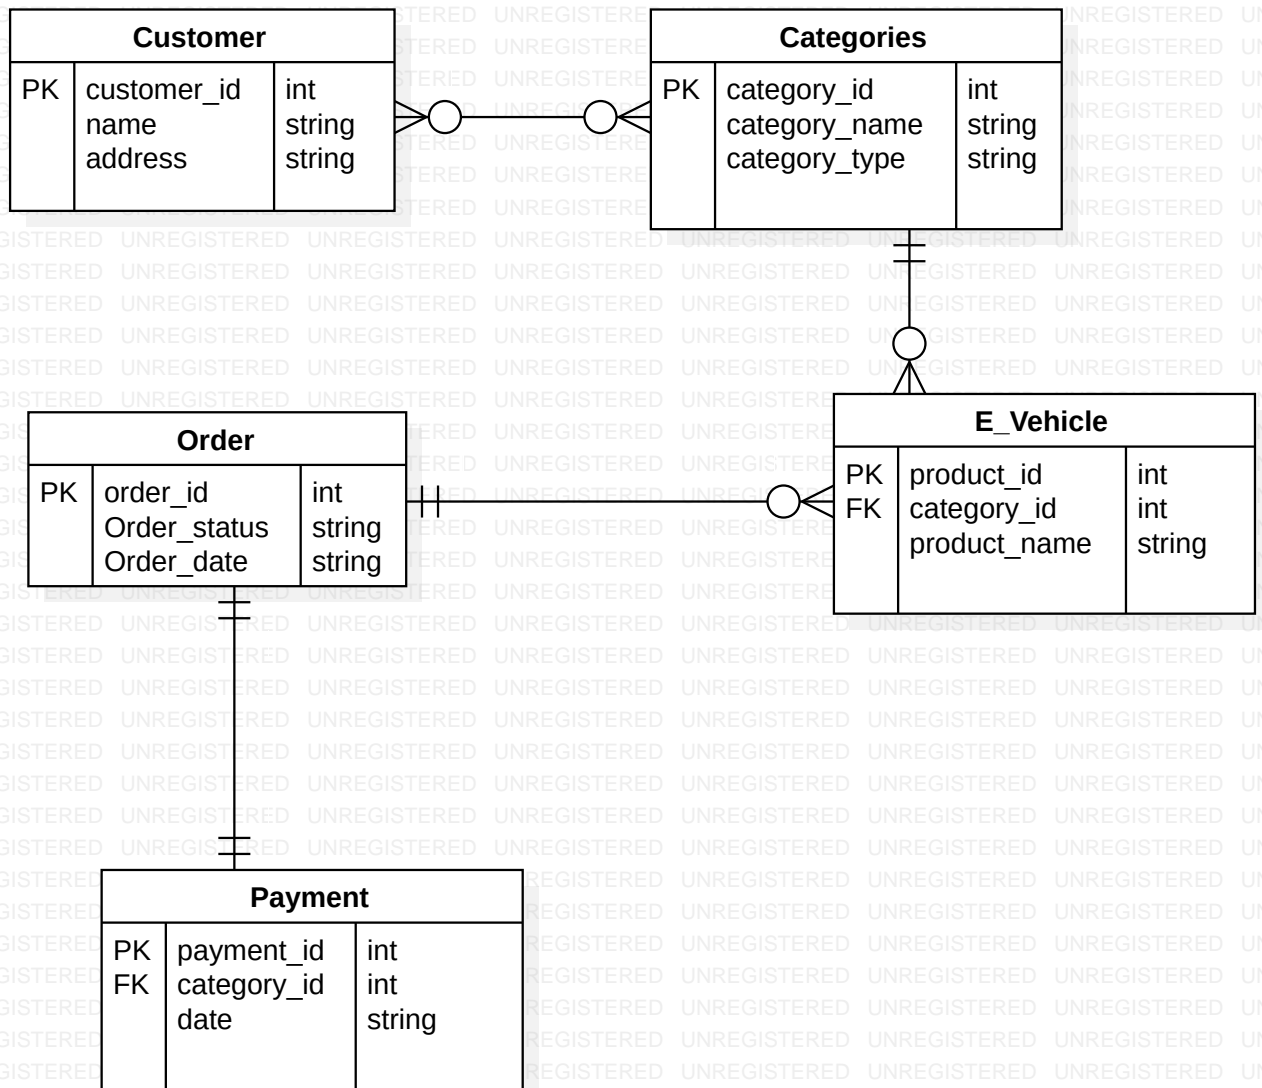 Customer
PK customer_id int
name string
address string
Categories
PK category_id int
category_name string
category_type string
Order
PK order_id int
Order_status string
Order_date string
E_Vehicle
PK product_id int
FK category_id int
product_name string
Payment
PK payment_id int
FK category_id int
date string
UNREGISTERED